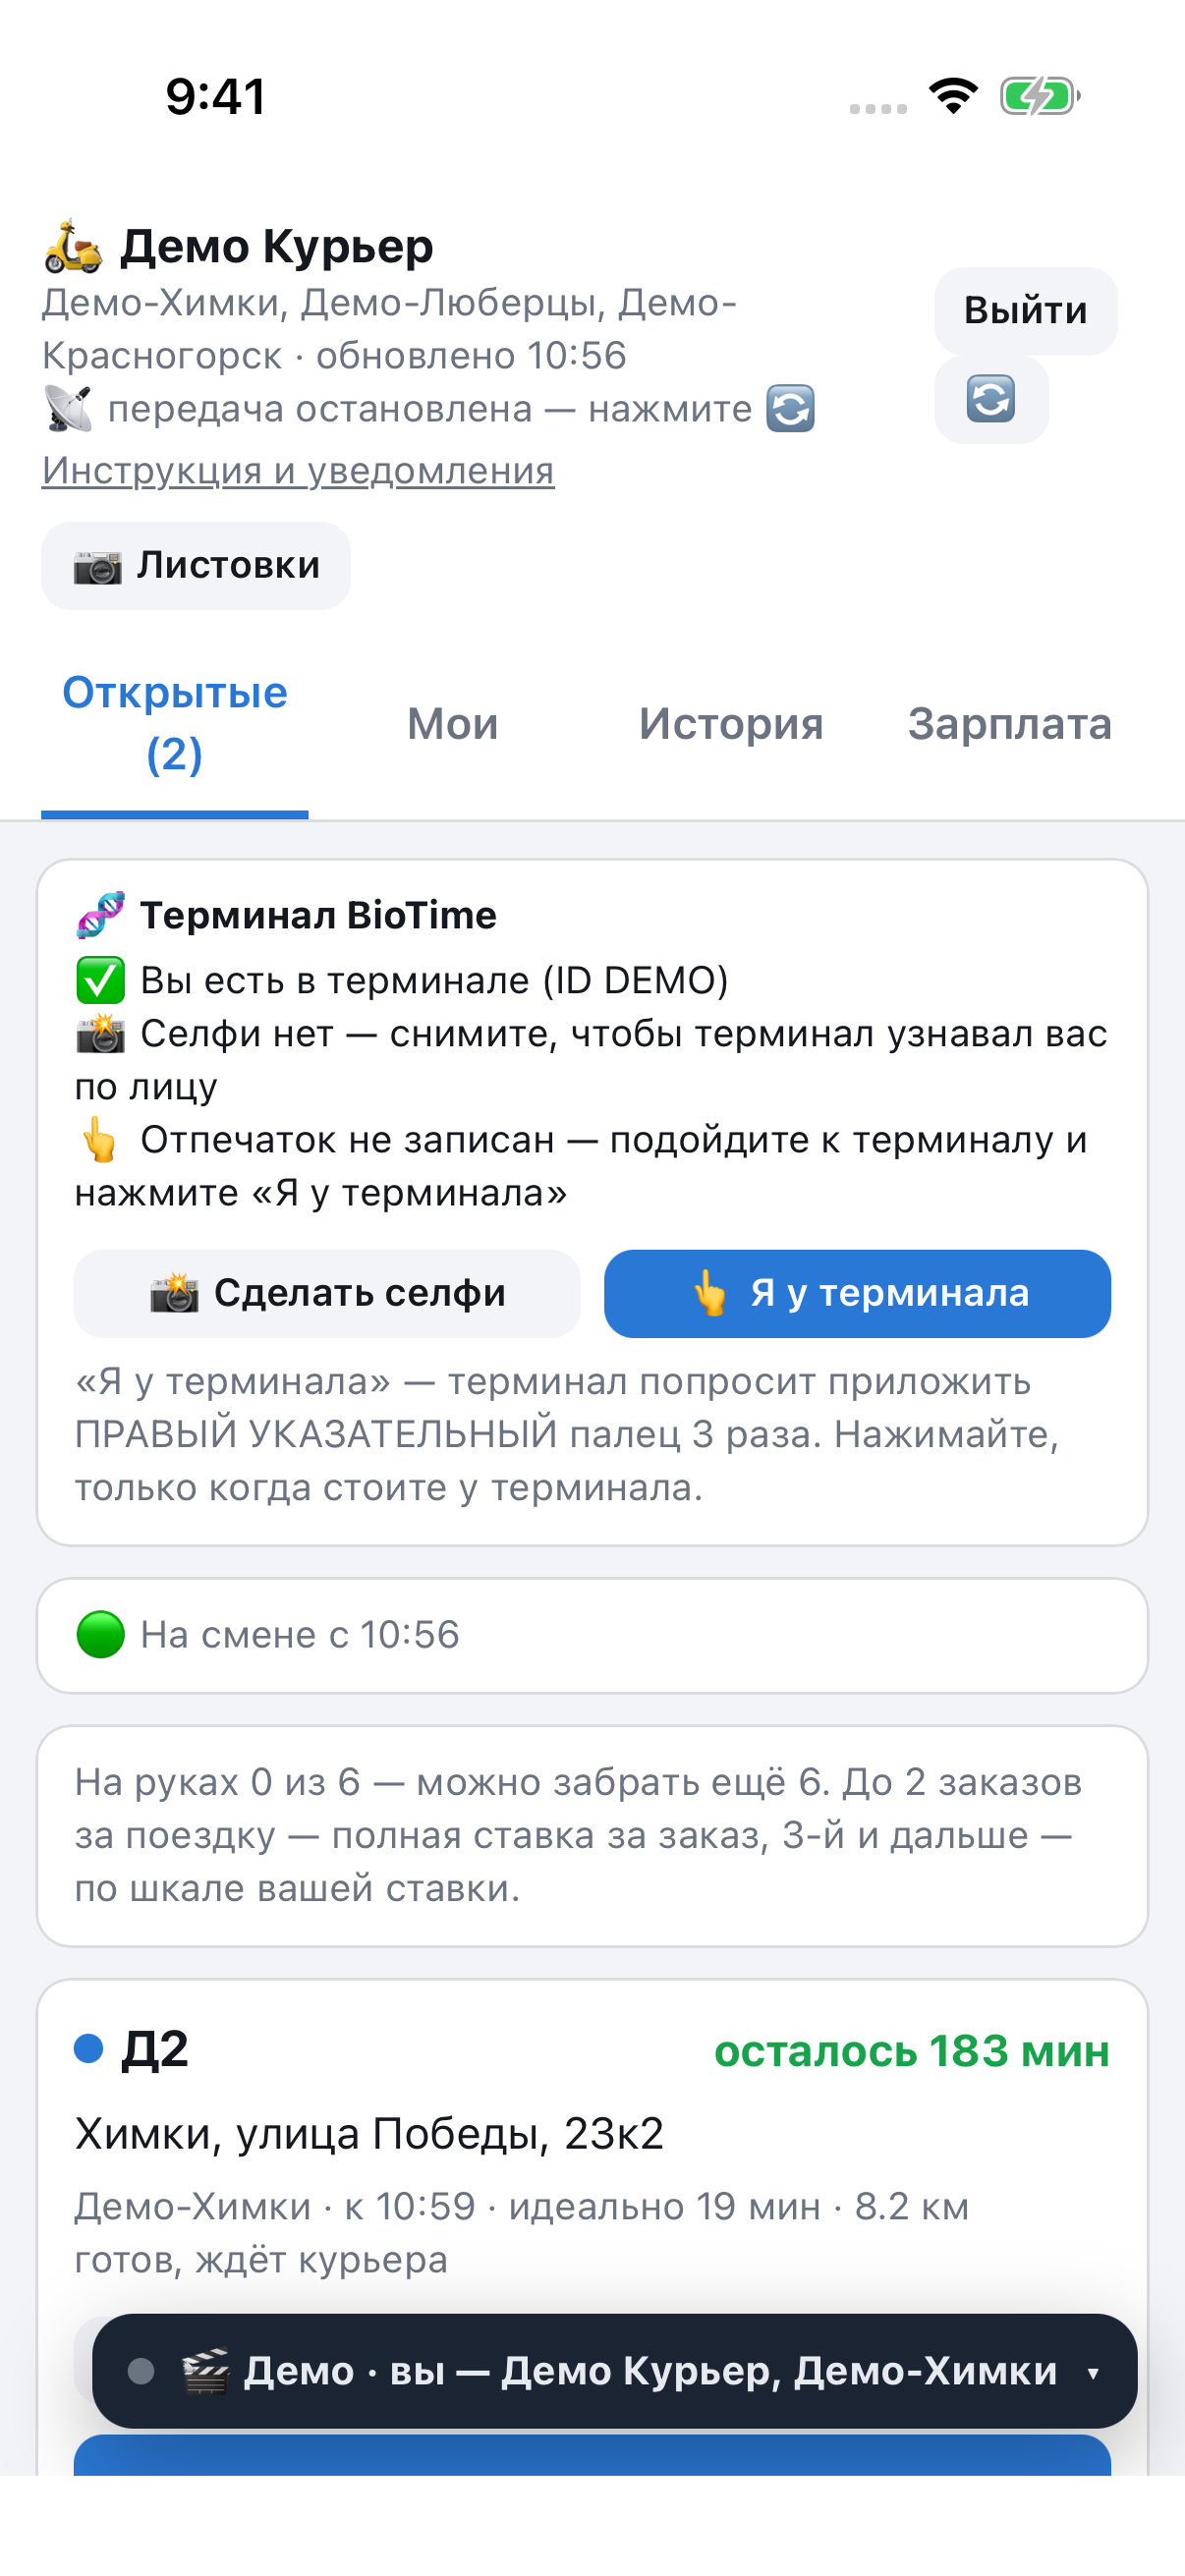 9:41
Демо Курьер
Демо-Химки, Демо-Люберцы, Демо-
Красногорск · обновлено 10:56
передача остановлена — нажмите
Выйти
Инструкция и уведомления
Листовки
Открытые
(2)
Мои
История
Зарплата
Терминал BioTime
Вы есть в терминале (ID DEMO)
Селфи нет — снимите, чтобы терминал узнавал вас
по лицу
Отпечаток не записан — подойдите к терминалу и
нажмите «Я у терминала»
Сделать селфи
Я у терминала
«Я у терминала» — терминал попросит приложить
ПРАВЫЙ УКАЗАТЕЛЬНЫЙ палец 3 раза. Нажимайте,
только когда стоите у терминала.
На смене с 10:56
На руках 0 из 6 — можно забрать ещё 6. До 2 заказов
за поездку — полная ставка за заказ, 3-й и дальше —
по шкале вашей ставки.
Д2
осталось 183 мин
Химки, улица Победы, 23к2
Демо-Химки · к 10:59 · идеально 19 мин · 8.2 км
готов, ждёт курьера
Демо · вы — Демо Курьер, Демо-Химки